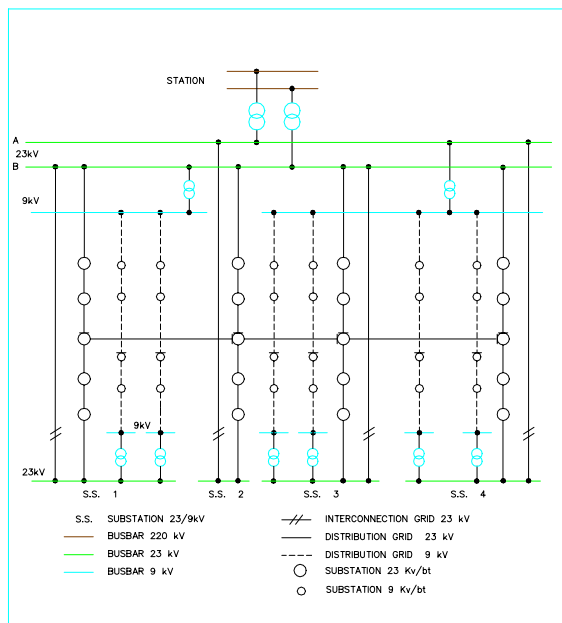 STATION
A
23kV
B
9kV
9kV
23kV
S.S. 1
S.S. 2
S.S. 3
S.S. 4
S.S. SUBSTATION 23/9kV
BUSBAR 220 kV
BUSBAR 23 kV
BUSBAR 9 kV
INTERCONNECTION GRID 23 kV
DISTRIBUTION GRID 23 kV
DISTRIBUTION GRID 9 kV
SUBSTATION 23 Kv/bt
SUBSTATION 9 Kv/bt